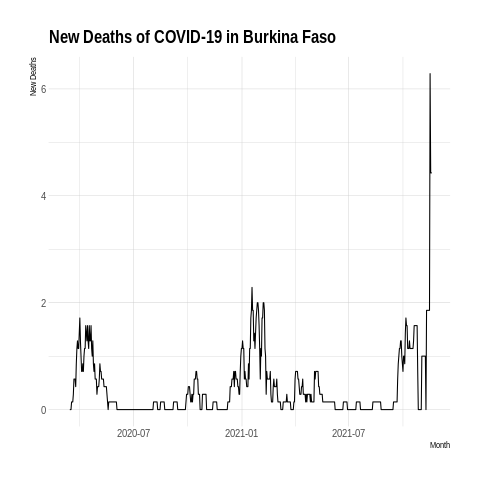 New Deaths of COVID-19 in Burkina Faso
New Deaths
6
4
2
0
2020-07
2021-01
2021-07
Month